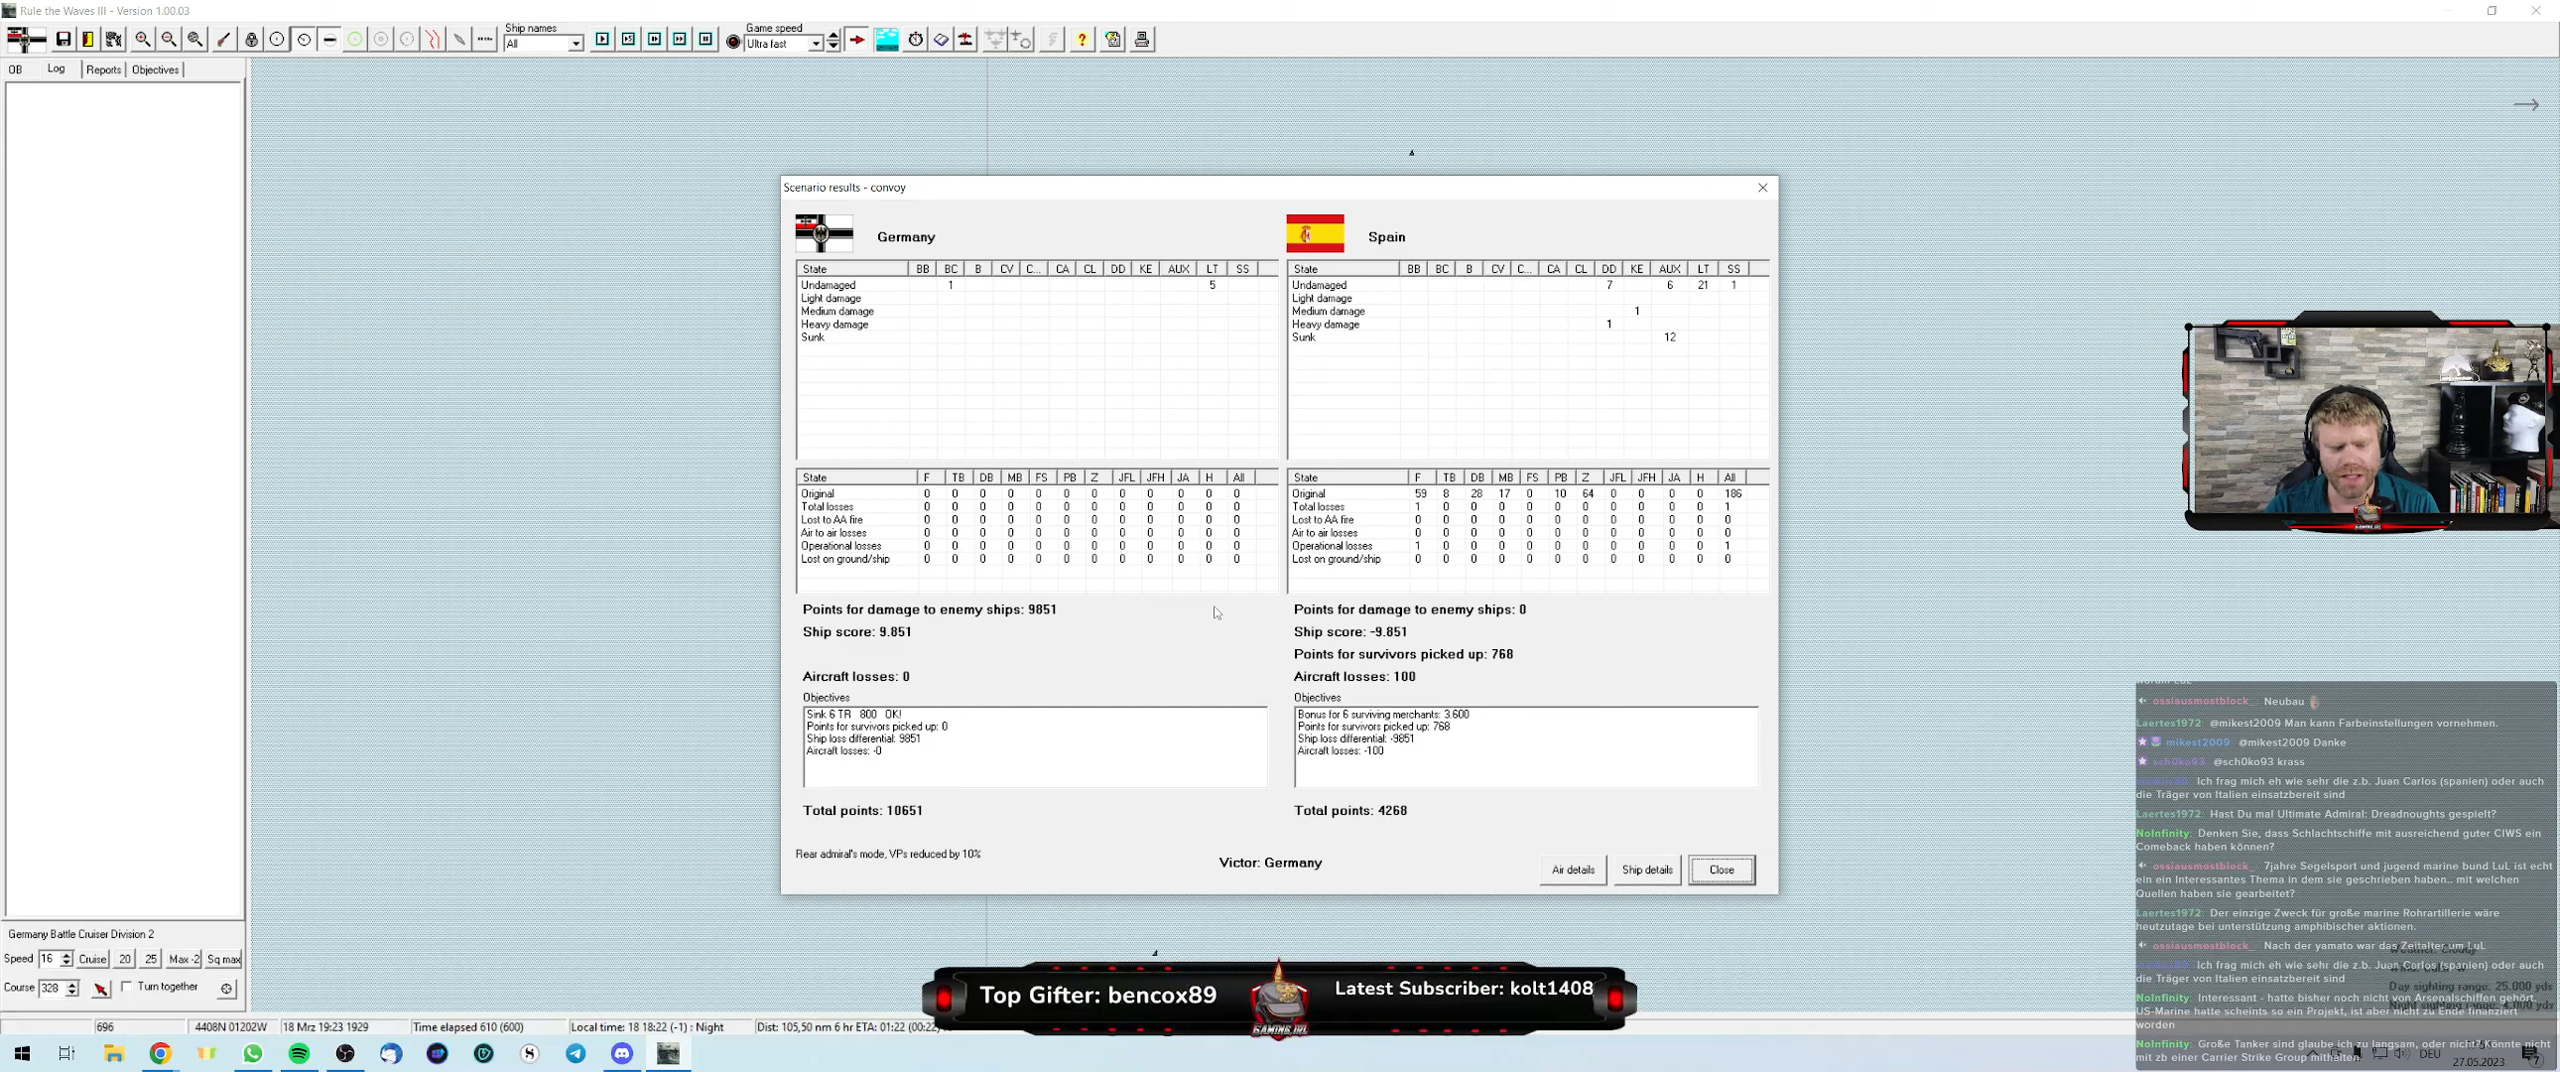 Rule the Waves III - Version 1.00.03
Ship names
All
Game speed
Ultra fast
OB Log Reports Objectives
Scenario results - convoy
Germany
State BB BC B CV C... CA CL DD KE AUX LT SS
Undamaged 1 5
Light damage
Medium damage
Heavy damage
Sunk
State F TB DB MB FS PB Z JFL JFH JA H All
Original 0 0 0 0 0 0 0 0 0 0 0 0
Total losses 0 0 0 0 0 0 0 0 0 0 0 0
Lost to AA fire 0 0 0 0 0 0 0 0 0 0 0 0
Air to air losses 0 0 0 0 0 0 0 0 0 0 0 0
Operational losses 0 0 0 0 0 0 0 0 0 0 0 0
Lost on ground/ship 0 0 0 0 0 0 0 0 0 0 0 0
Points for damage to enemy ships: 9851
Ship score: 9.851
Aircraft losses: 0
Objectives
Sink 6 TR 800 OK!
Points for survivors picked up: 0
Ship loss differential: 9851
Aircraft losses: -0
Total points: 10651
Rear admiral's mode, VPs reduced by 10%
Spain
State BB BC B CV C... CA CL DD KE AUX LT SS
Undamaged 7 6 21 1
Light damage
Medium damage 1
Heavy damage 1
Sunk 12
State F TB DB MB FS PB Z JFL JFH JA H All
Original 59 8 28 17 0 10 64 0 0 0 0 186
Total losses 1 0 0 0 0 0 0 0 0 0 0 1
Lost to AA fire 0 0 0 0 0 0 0 0 0 0 0 0
Air to air losses 0 0 0 0 0 0 0 0 0 0 0 0
Operational losses 1 0 0 0 0 0 0 0 0 0 0 1
Lost on ground/ship 0 0 0 0 0 0 0 0 0 0 0 0
Points for damage to enemy ships: 0
Ship score: -9.851
Points for survivors picked up: 768
Aircraft losses: 100
Objectives
Bonus for 6 surviving merchants: 3.600
Points for survivors picked up: 768
Ship loss differential: -9851
Aircraft losses: -100
Total points: 4268
Victor: Germany
Air details Ship details Close
Germany Battle Cruiser Division 2
Speed 16 Cruise 20 25 Max -2 Sq max
Course 328 Turn together
Top Gifter: bencox89
Latest Subscriber: kolt1408
GAMING.IRL
ossiausmostblock_ Neubau
Laertes1972: @mikest2009 Man kann Farbeinstellungen vornehmen.
mikest2009 @mikest2009 Danke
sch0ko93 @sch0ko93 krass
Ich frag mich eh wie sehr die z.b. Juan Carlos (spanien) oder auch
die Träger von Italien einsatzbereit sind
Laertes1972: Hast Du mal Ultimate Admiral: Dreadnoughts gespielt?
NoInfinity: Denken Sie, dass Schlachtschiffe mit ausreichend guter CIWS ein
Comeback haben können?
ossiausmostblock_ 7jahre Segelsport und jugend marine bund LuL ist echt
ein ein Interessantes Thema in dem sie geschrieben haben.. mit welchen
Quellen haben sie gearbeitet?
Laertes1972: Der einzige Zweck für große marine Rohrartillerie wäre
heutzutage bei unterstützung amphibischer aktionen.
ossiausmostblock_ Nach der yamato war das Zeitalter um LuL
Ich frag mich eh wie sehr die z.b. Juan Carlos (spanien) oder auch
die Träger von Italien einsatzbereit sind
Day sighting range: 25.000 yds
NoInfinity: Interessant - hatte bisher noch nicht von Arsenalschiffen gehört.
Night sighting range: 4.000 yds
US-Marine hatte scheints so ein Projekt, ist aber nicht zu Ende finanziert
worden
NoInfinity: Große Tanker sind glaube ich zu langsam, oder nicht? Könnte nicht
mit zb einer Carrier Strike Group mithalten.
696 4408N 01202W 18 Mrz 19:23 1929 Time elapsed 610 (600) Local time: 18 18:22 (-1) : Night Dist: 105,50 nm 6 hr ETA: 01:22 (00:22)
DEU
27.05.2023